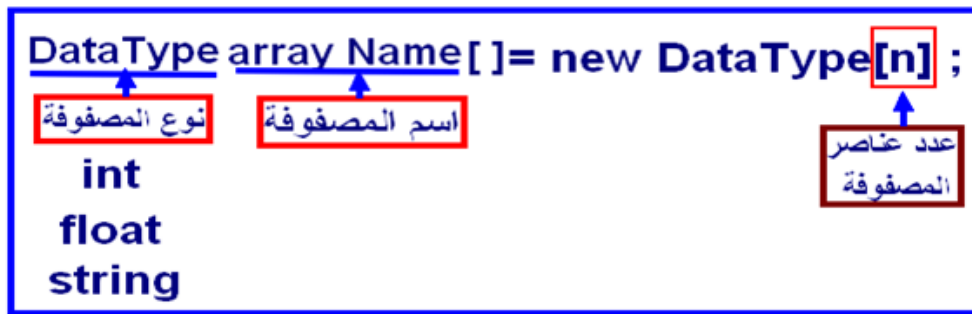 DataType array Name[ ]= new DataType[n] ;
نوع المصفوفة
اسم المصفوفة
عدد عناصر
المصفوفة
int
float
string